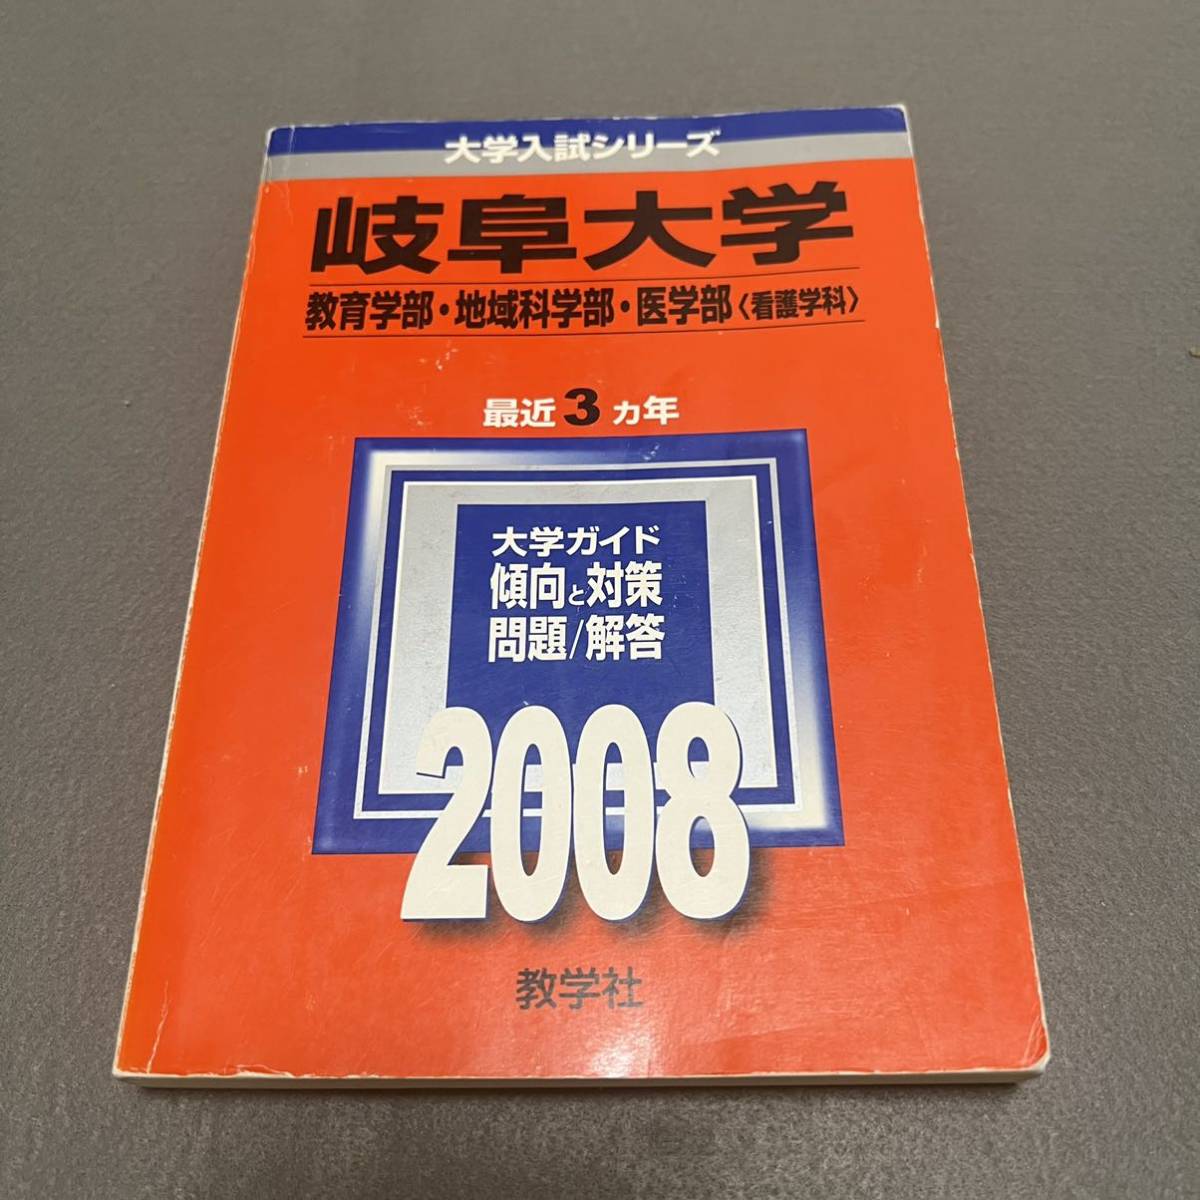 大学入試シリーズ
岐阜大学
教育学部・地域科学部・医学部〈看護学科〉
最近3ヵ年
大学ガイド
傾向と対策
問題/解答
2008
教学社